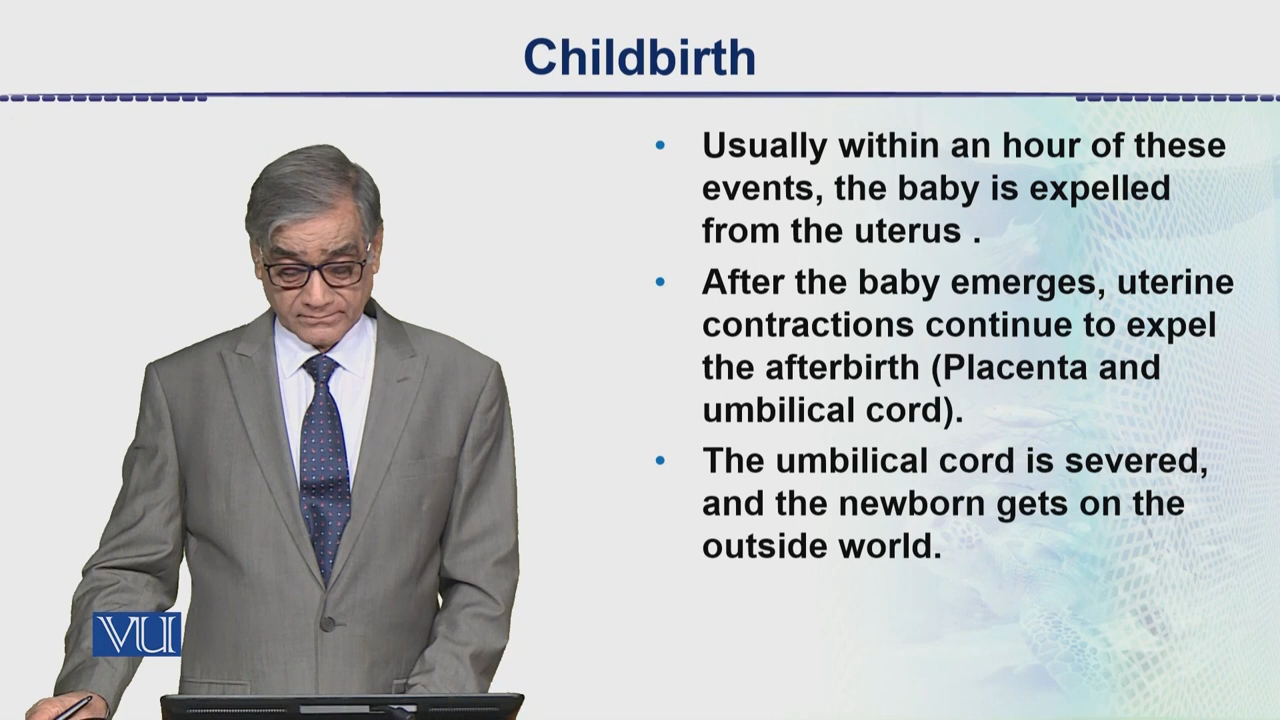 Childbirth
• Usually within an hour of these
events, the baby is expelled
from the uterus .
• After the baby emerges, uterine
contractions continue to expel
the afterbirth (Placenta and
umbilical cord).
• The umbilical cord is severed,
and the newborn gets on the
outside world.
VU